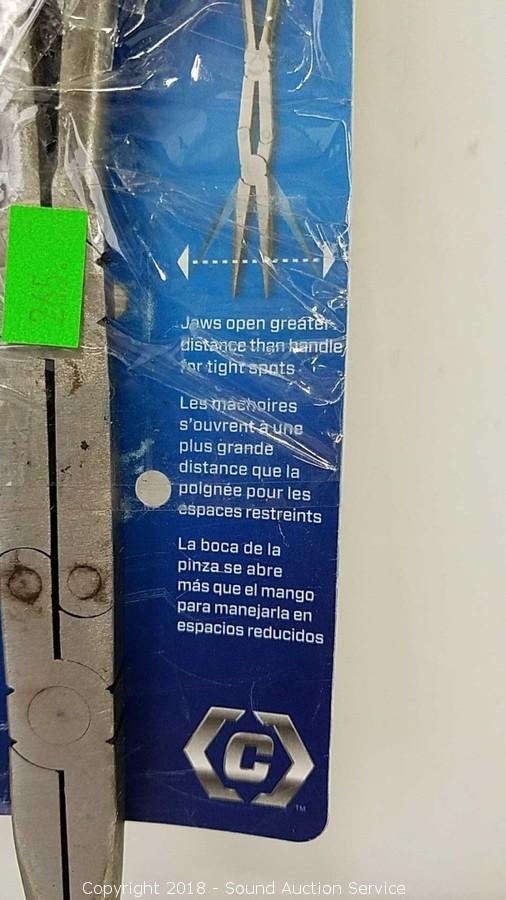 265.
Jaws open greater
distance than handle
for tight spots
Les mâchoires
s'ouvrent à une
plus grande
distance que la
poignée pour les
espaces restreints
La boca de la
pinza se abre
más que el mango
para manejarla en
espacios reducidos
C
TM
Copyright 2018 - Sound Auction Service